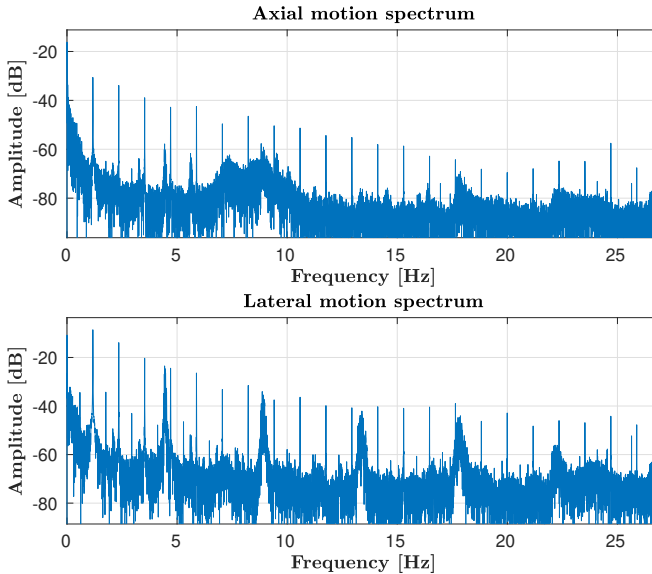 Axial motion spectrum
Amplitude [dB]
-20
-40
-60
-80
0 5 10 15 20 25
Frequency [Hz]
Lateral motion spectrum
Amplitude [dB]
-20
-40
-60
-80
0 5 10 15 20 25
Frequency [Hz]